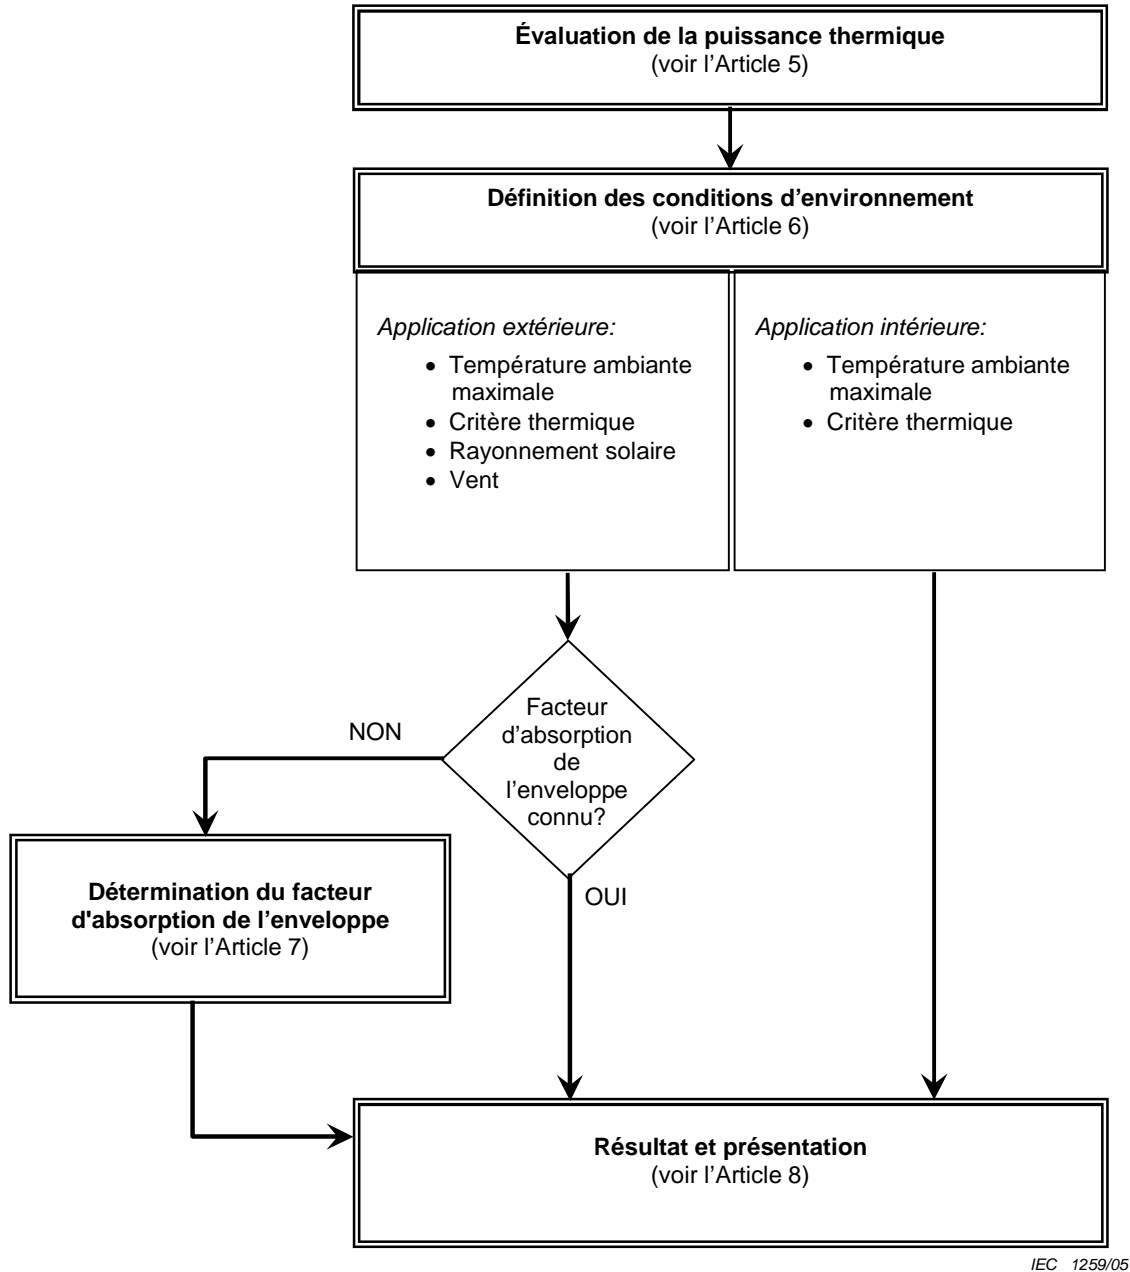 Évaluation de la puissance thermique
(voir l’Article 5)
Définition des conditions d’environnement
(voir l’Article 6)
Application extérieure:
• Température ambiante
maximale
• Critère thermique
• Rayonnement solaire
• Vent
Application intérieure:
• Température ambiante
maximale
• Critère thermique
Facteur
d’absorption
de
l’enveloppe
connu?
NON
OUI
Détermination du facteur
d'absorption de l’enveloppe
(voir l’Article 7)
Résultat et présentation
(voir l’Article 8)
IEC 1259/05